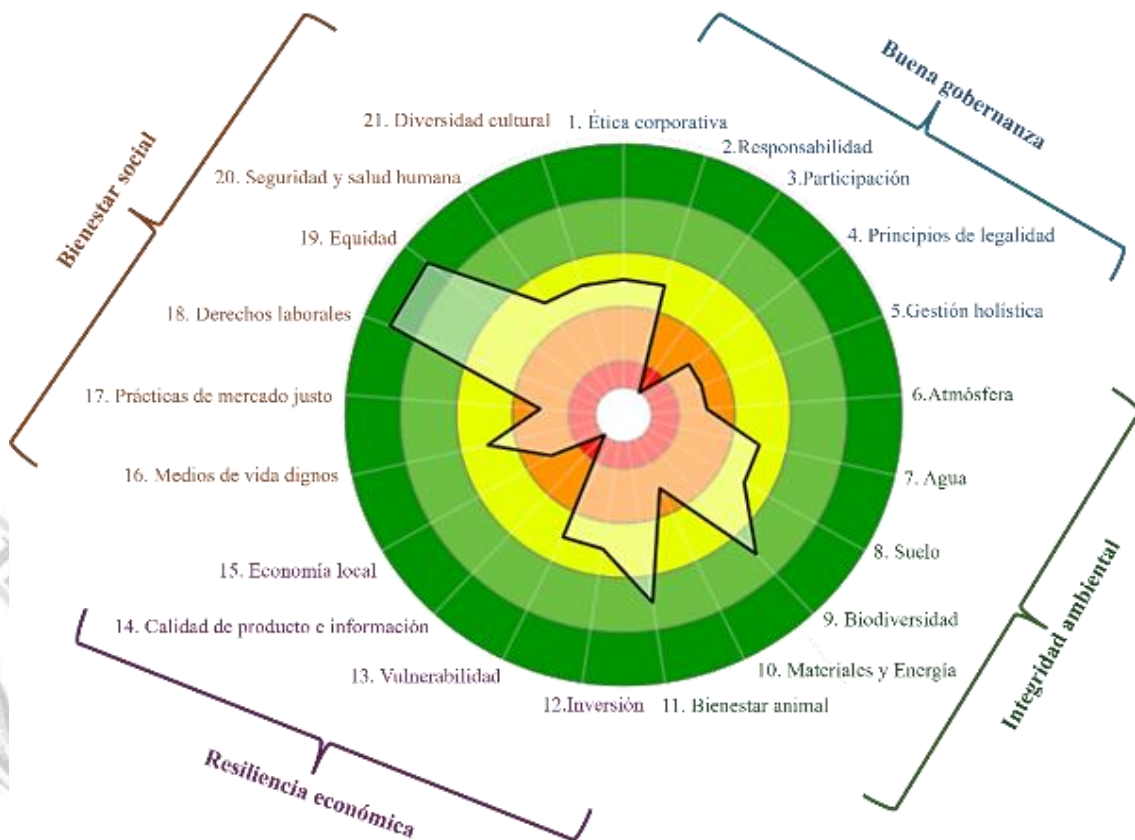 Buena gobernanza
1. Ética corporativa
2.Responsabilidad
3.Participación
4. Principios de legalidad
5.Gestión holística
6.Atmósfera
7. Agua
8. Suelo
9. Biodiversidad
10. Materiales y Energía
11. Bienestar animal
Integridad ambiental
12.Inversión
13. Vulnerabilidad
14. Calidad de producto e información
15. Economía local
Resiliencia económica
16. Medios de vida dignos
17. Prácticas de mercado justo
18. Derechos laborales
19. Equidad
20. Seguridad y salud humana
21. Diversidad cultural
Bienestar social